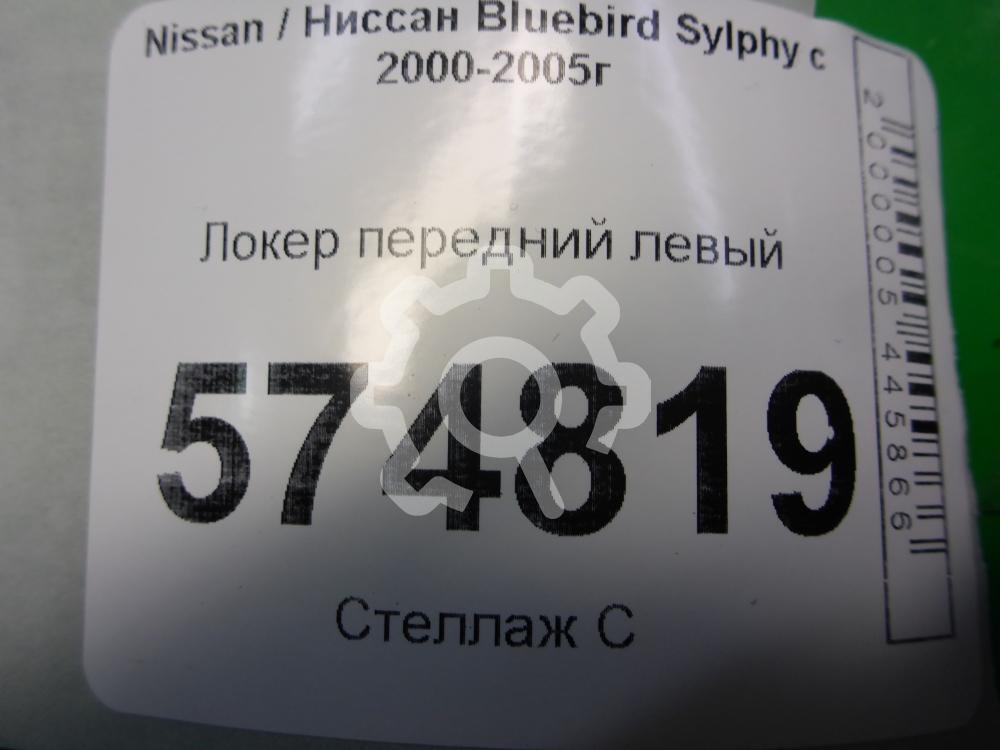 Nissan / Ниссан Bluebird Sylphy с
2000-2005г
Локер передний левый
574819
Стеллаж С
2000005445866